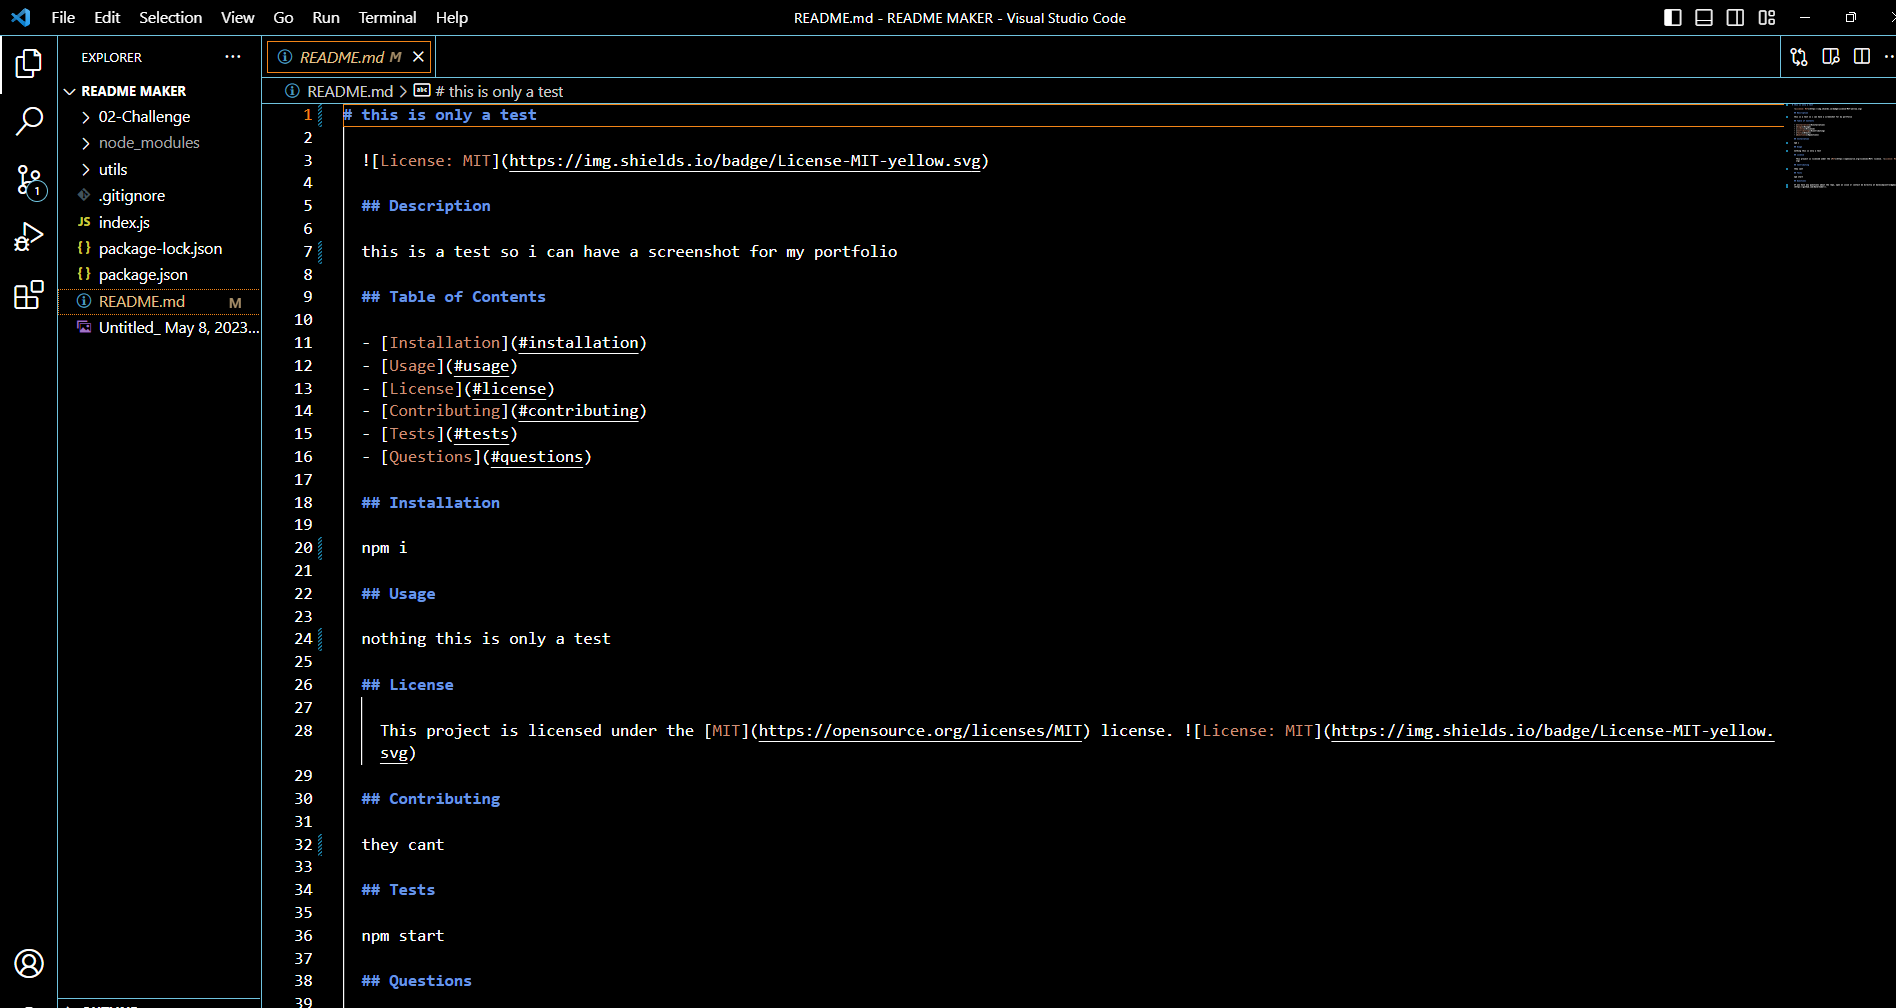 File Edit Selection View Go Run Terminal Help
README.md - README MAKER - Visual Studio Code
EXPLORER
README MAKER
02-Challenge
node_modules
utils
.gitignore
JS index.js
{} package-lock.json
{} package.json
README.md M
Untitled_ May 8, 2023...
1
README.md M
README.md > # this is only a test
1 # this is only a test
2
3 ![License: MIT](https://img.shields.io/badge/License-MIT-yellow.svg)
4
5 ## Description
6
7 this is a test so i can have a screenshot for my portfolio
8
9 ## Table of Contents
10
11 - [Installation](#installation)
12 - [Usage](#usage)
13 - [License](#license)
14 - [Contributing](#contributing)
15 - [Tests](#tests)
16 - [Questions](#questions)
17
18 ## Installation
19
20 npm i
21
22 ## Usage
23
24 nothing this is only a test
25
26 ## License
27
28 This project is licensed under the [MIT](https://opensource.org/licenses/MIT) license. ![License: MIT](https://img.shields.io/badge/License-MIT-yellow.
svg)
29
30 ## Contributing
31
32 they cant
33
34 ## Tests
35
36 npm start
37
38 ## Questions
39